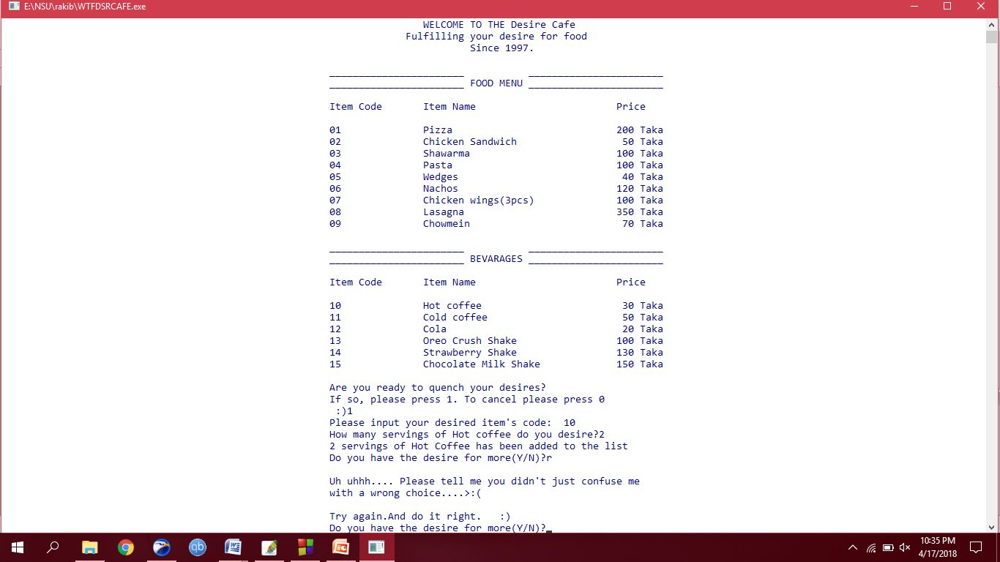 E:\NSU\rakib\WTFDSRCAFE.exe
WELCOME TO THE Desire Cafe
Fulfilling your desire for food
Since 1997.
_______________________ _______________________
_______________________ FOOD MENU _______________________
Item Code Item Name Price
01 Pizza 200 Taka
02 Chicken Sandwich 50 Taka
03 Shawarma 100 Taka
04 Pasta 100 Taka
05 Wedges 40 Taka
06 Nachos 120 Taka
07 Chicken wings(3pcs) 100 Taka
08 Lasagna 350 Taka
09 Chowmein 70 Taka
_______________________ _______________________
_______________________ BEVARAGES _______________________
Item Code Item Name Price
10 Hot coffee 30 Taka
11 Cold coffee 50 Taka
12 Cola 20 Taka
13 Oreo Crush Shake 100 Taka
14 Strawberry Shake 130 Taka
15 Chocolate Milk Shake 150 Taka
Are you ready to quench your desires?
If so, please press 1. To cancel please press 0
:)1
Please input your desired item's code:  10
How many servings of Hot coffee do you desire?2
2 servings of Hot Coffee has been added to the list
Do you have the desire for more(Y/N)?r
Uh uhhh.... Please tell me you didn't just confuse me
with a wrong choice....>:(
Try again.And do it right.   :)
Do you have the desire for more(Y/N)?
qb
10:35 PM
4/17/2018